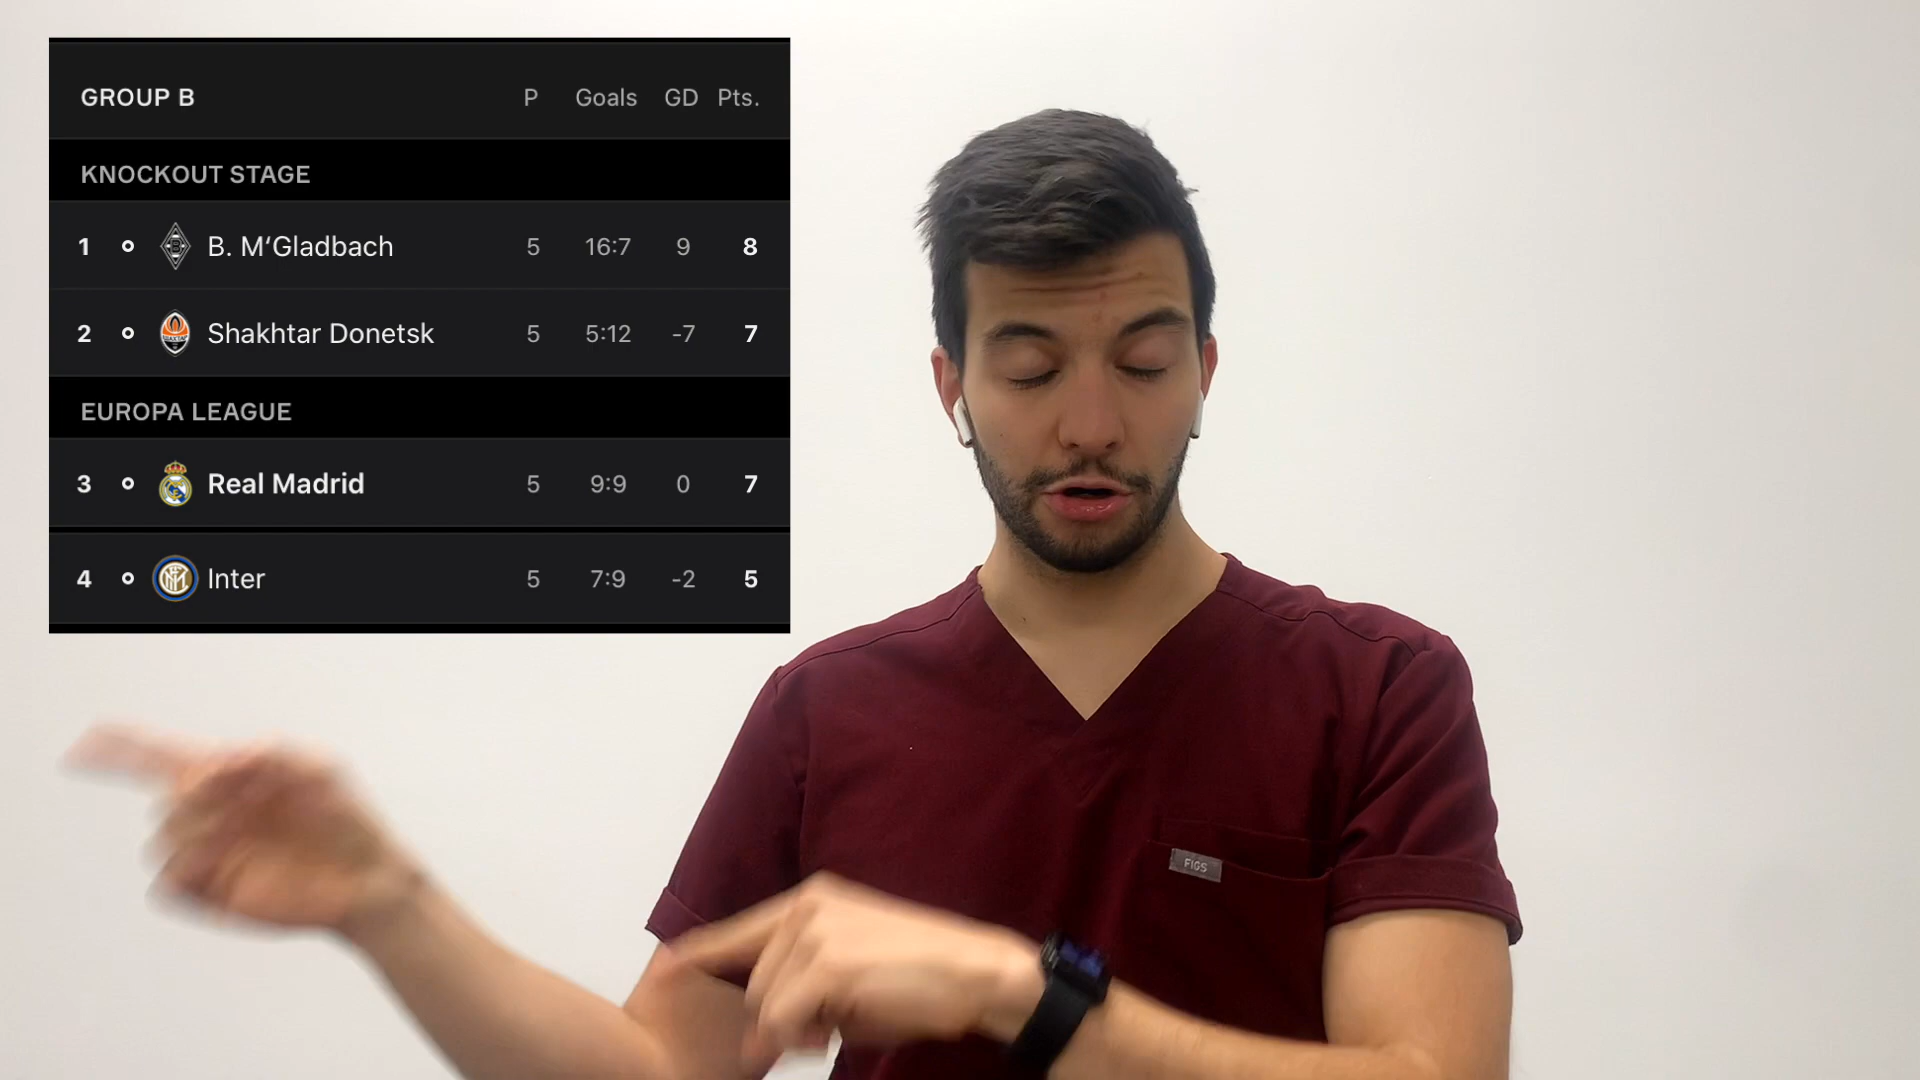 GROUP B P Goals GD Pts.
KNOCKOUT STAGE
1 B. M‘Gladbach 5 16:7 9 8
2 Shakhtar Donetsk 5 5:12 -7 7
EUROPA LEAGUE
3 Real Madrid 5 9:9 0 7
4 Inter 5 7:9 -2 5
FIGS